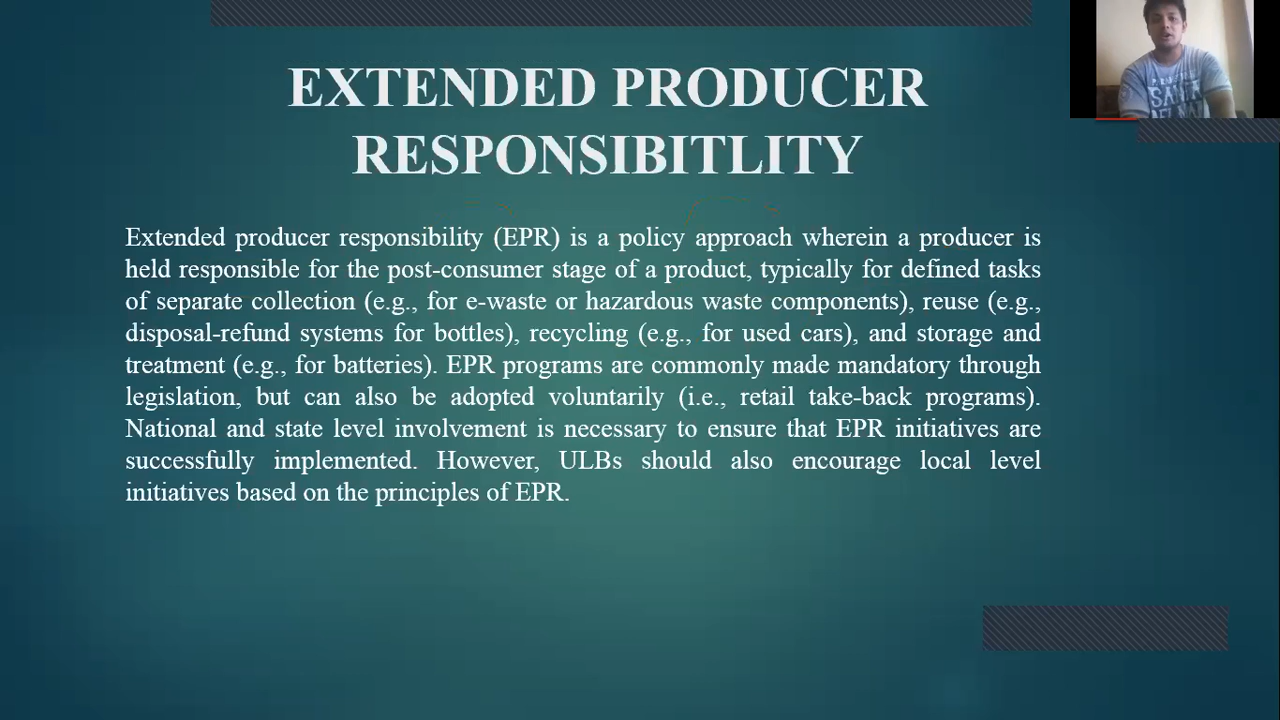 EXTENDED PRODUCER
RESPONSIBITLITY
Extended producer responsibility (EPR) is a policy approach wherein a producer is
held responsible for the post-consumer stage of a product, typically for defined tasks
of separate collection (e.g., for e-waste or hazardous waste components), reuse (e.g.,
disposal-refund systems for bottles), recycling (e.g., for used cars), and storage and
treatment (e.g., for batteries). EPR programs are commonly made mandatory through
legislation, but can also be adopted voluntarily (i.e., retail take-back programs).
National and state level involvement is necessary to ensure that EPR initiatives are
successfully implemented. However, ULBs should also encourage local level
initiatives based on the principles of EPR.